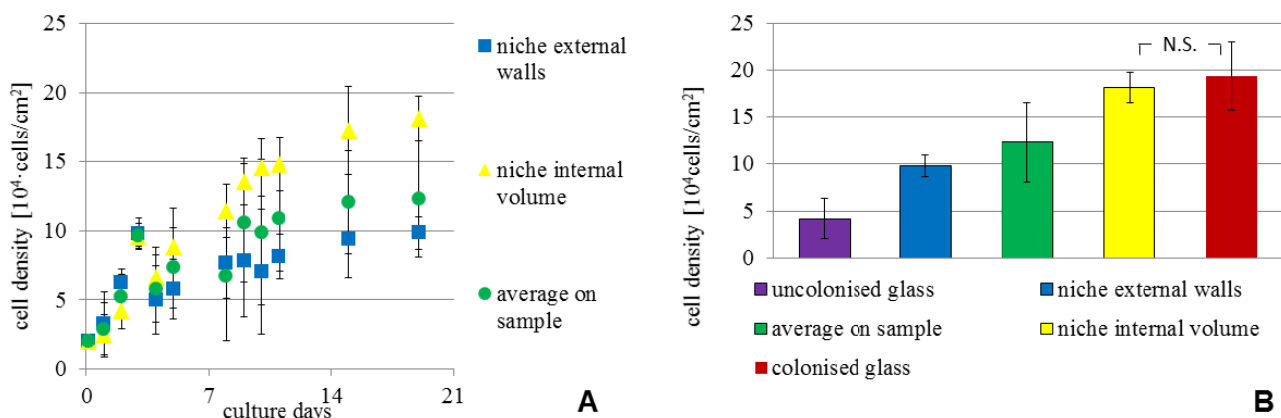 25
20
15
10
5
0
cell density [10⁴·cells/cm²]
0
7
14
21
culture days
niche external
walls
niche internal
volume
average on
sample
A
25
20
15
10
5
0
cell density [10⁴cells/cm²]
N.S.
uncolonised glass
niche external walls
average on sample
niche internal volume
colonised glass
B